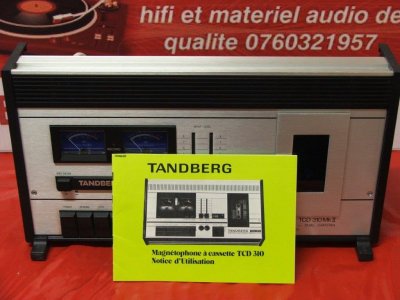 hifi et materiel audio de
qualite 0760321957
TANDBERG
TCD 310 Mk II
TANDBERG
Magnétophone à cassette TCD 310
Notice d'Utilisation